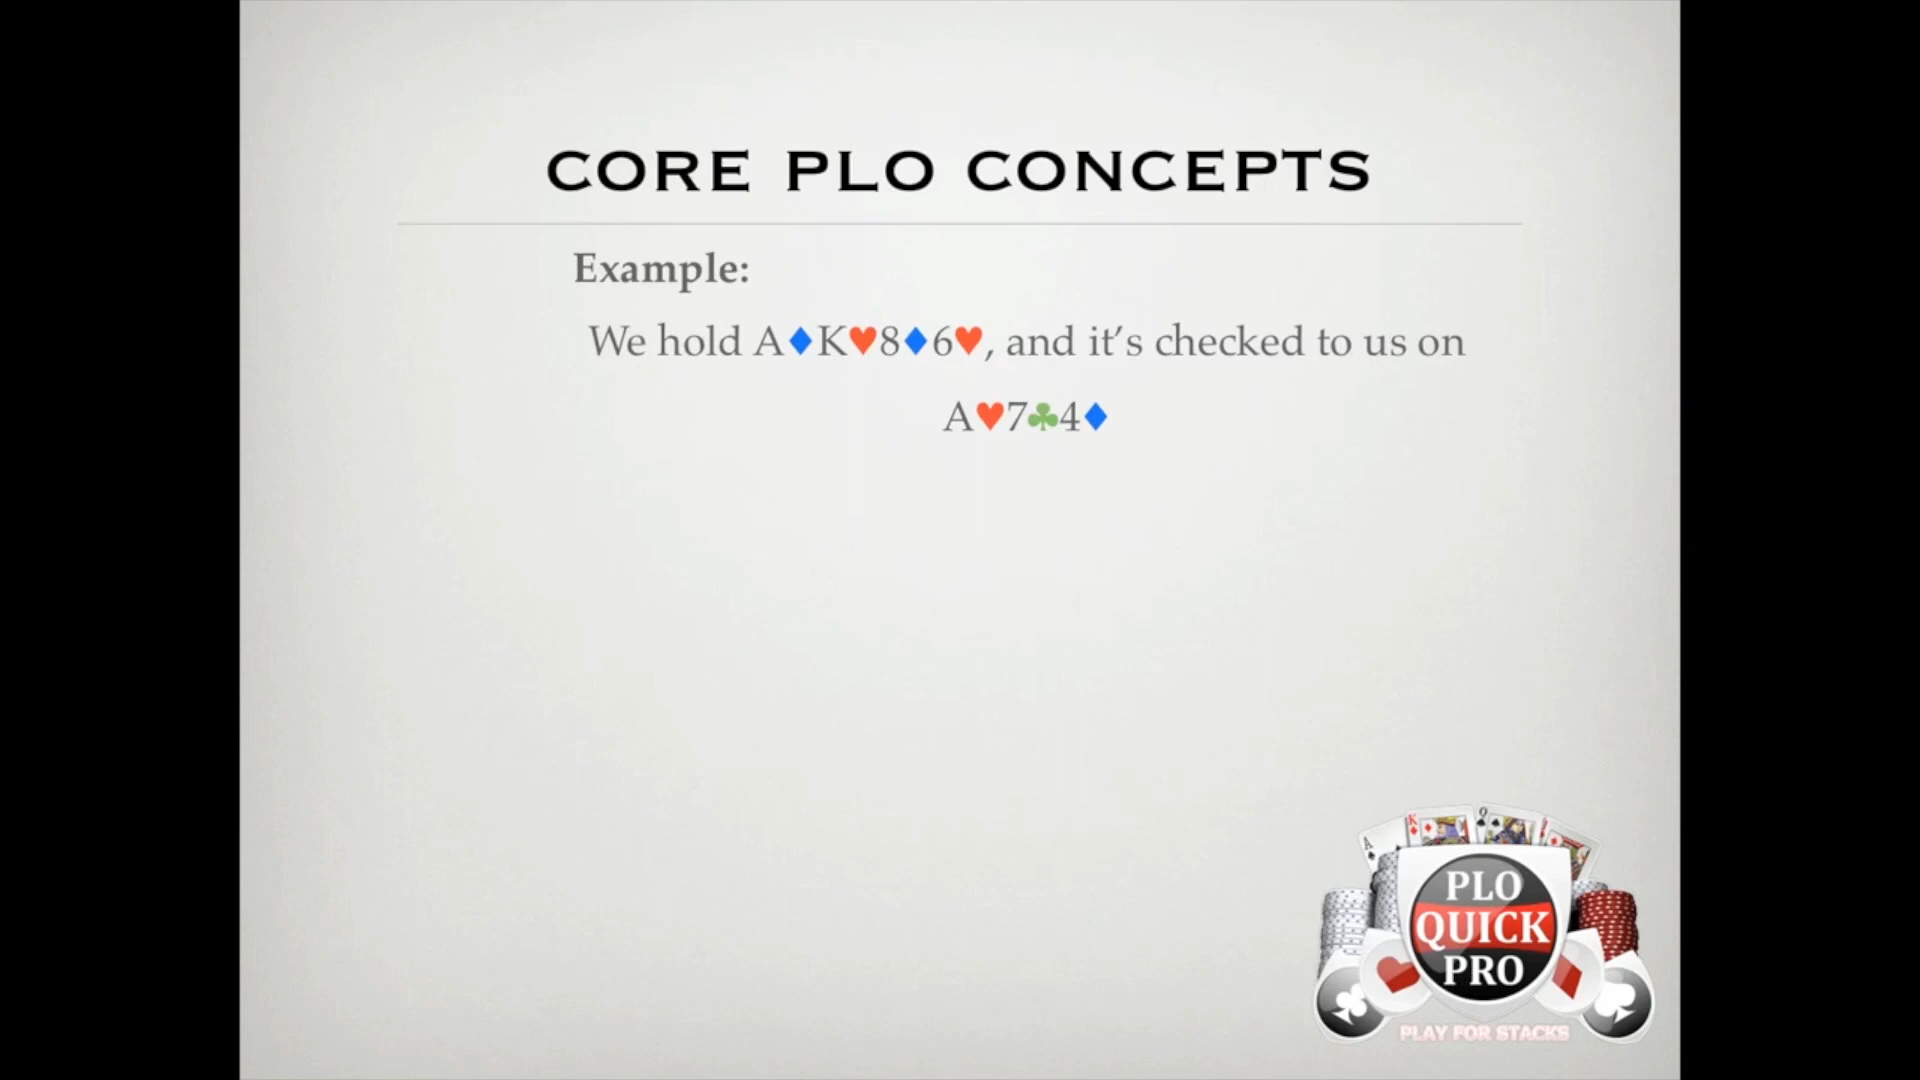 CORE PLO CONCEPTS
Example:
We hold A♦K♥8♦6♥, and it’s checked to us on
A♥7♣4♦
PLO
QUICK
PRO
PLAY FOR STACKS